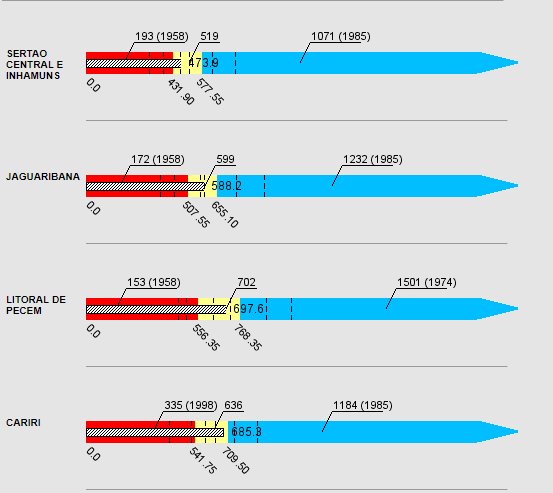 193 (1958) 519 1071 (1985)
SERTAO
CENTRAL E
INHAMUNS
473.9
0.0 431.90 577.55
172 (1958) 599 1232 (1985)
JAGUARIBANA
588.2
0.0 507.55 655.10
153 (1958) 702 1501 (1974)
LITORAL DE
PECEM
697.6
0.0 556.35 768.35
335 (1998) 636 1184 (1985)
CARIRI
685.3
0.0 541.75 709.50